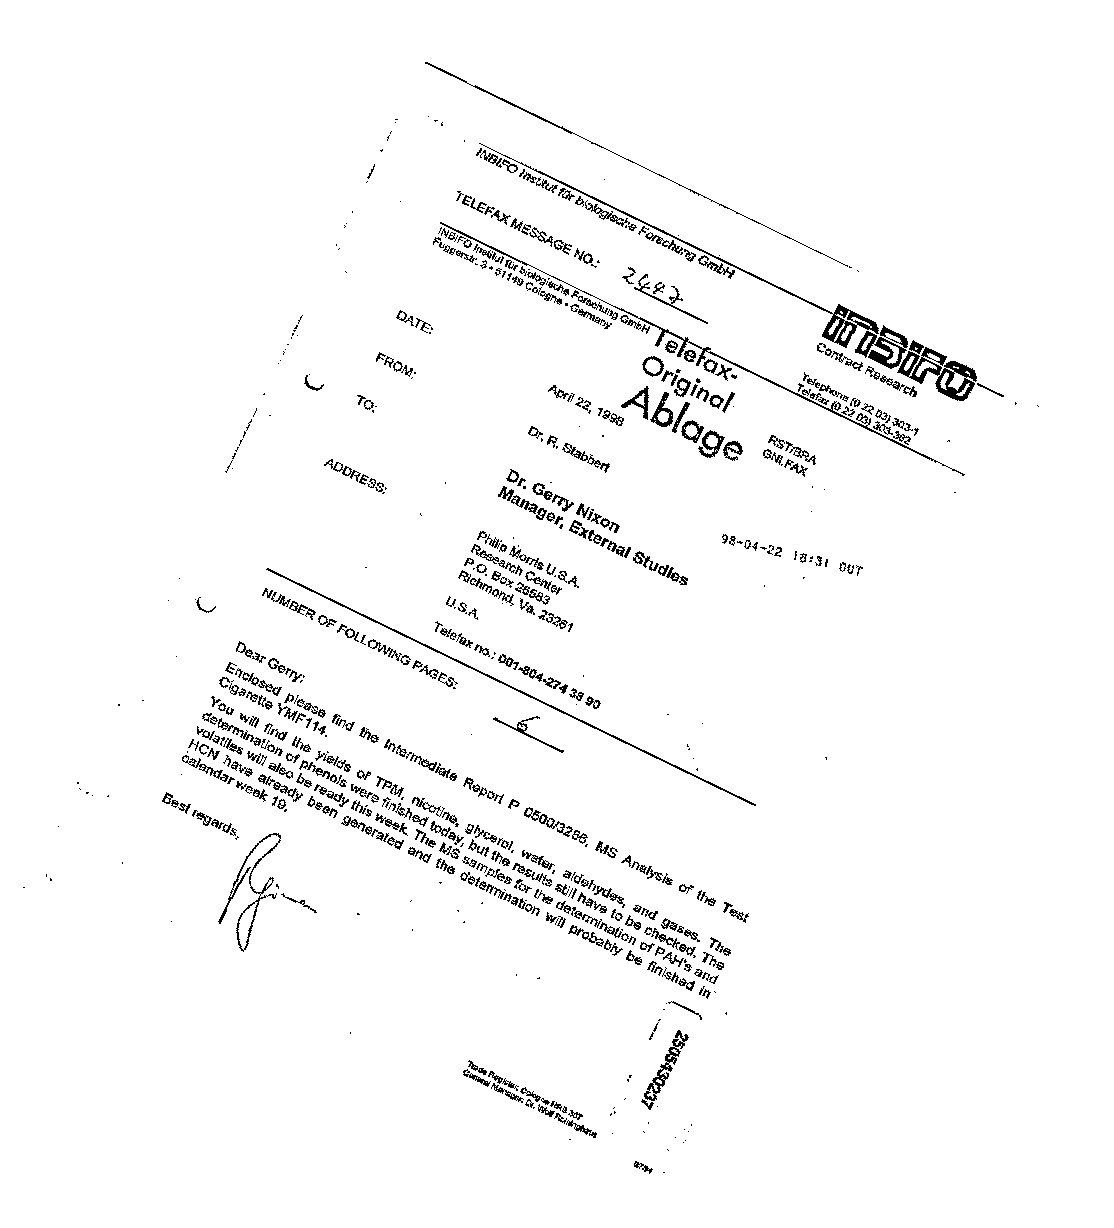 INBIFO Institut für biologische Forschung GmbH
TELEFAX MESSAGE NO.: 2442
INBIFO Institut für biologische Forschung GmbH
Fuggerstr. 3 • 51149 Cologne • Germany
INBIFO
Contract Research
Telephone (0 22 03) 303-1
Telefax (0 22 03) 303-362
Telefax-
Original
Ablage
DATE: April 22, 1998
RST/BRA
GNI.FAX
FROM: Dr. R. Stabbert
TO: Dr. Gerry Nixon
Manager, External Studies
98-04-22 16:31 OUT
ADDRESS: Philip Morris U.S.A.
Research Center
P.O. Box 26583
Richmond, Va. 23261
U.S.A.
Telefax no.: 001-804-274 38 90
NUMBER OF FOLLOWING PAGES: 6
Dear Gerry:
Enclosed please find the Intermediate Report P 0500/3266, MS Analysis of the Test
Cigarette YMF114.
You will find the yields of TPM, nicotine, glycerol, water, aldehydes, and gases. The
determination of phenols were finished today, but the results still have to be checked. The
volatiles will also be ready this week. The MS samples for the determination of PAH's and
HCN have already been generated and the determination will probably be finished in
calendar week 19.
Best regards,
2505430237
Trade Register: Cologne HRB 367
General Manager: Dr. Wolf Reininghaus